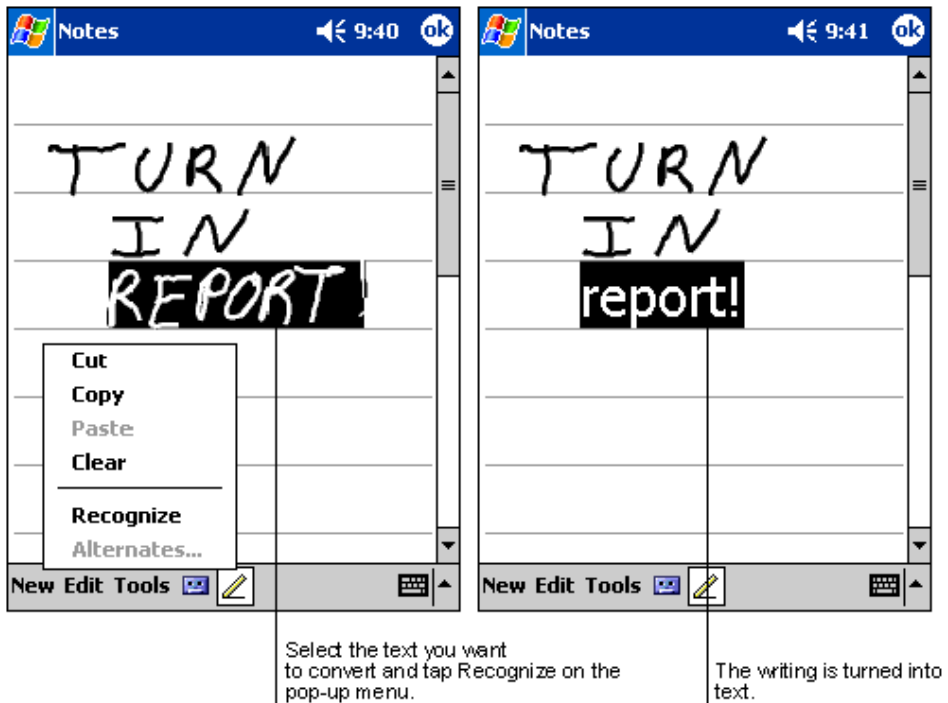 Notes 9:40 ok
TURN
IN
REPORT!
Cut
Copy
Paste
Clear
Recognize
Alternates...
New Edit Tools
Select the text you want
to convert and tap Recognize on the
pop-up menu.
Notes 9:41 ok
TURN
IN
report!
New Edit Tools
The writing is turned into
text.